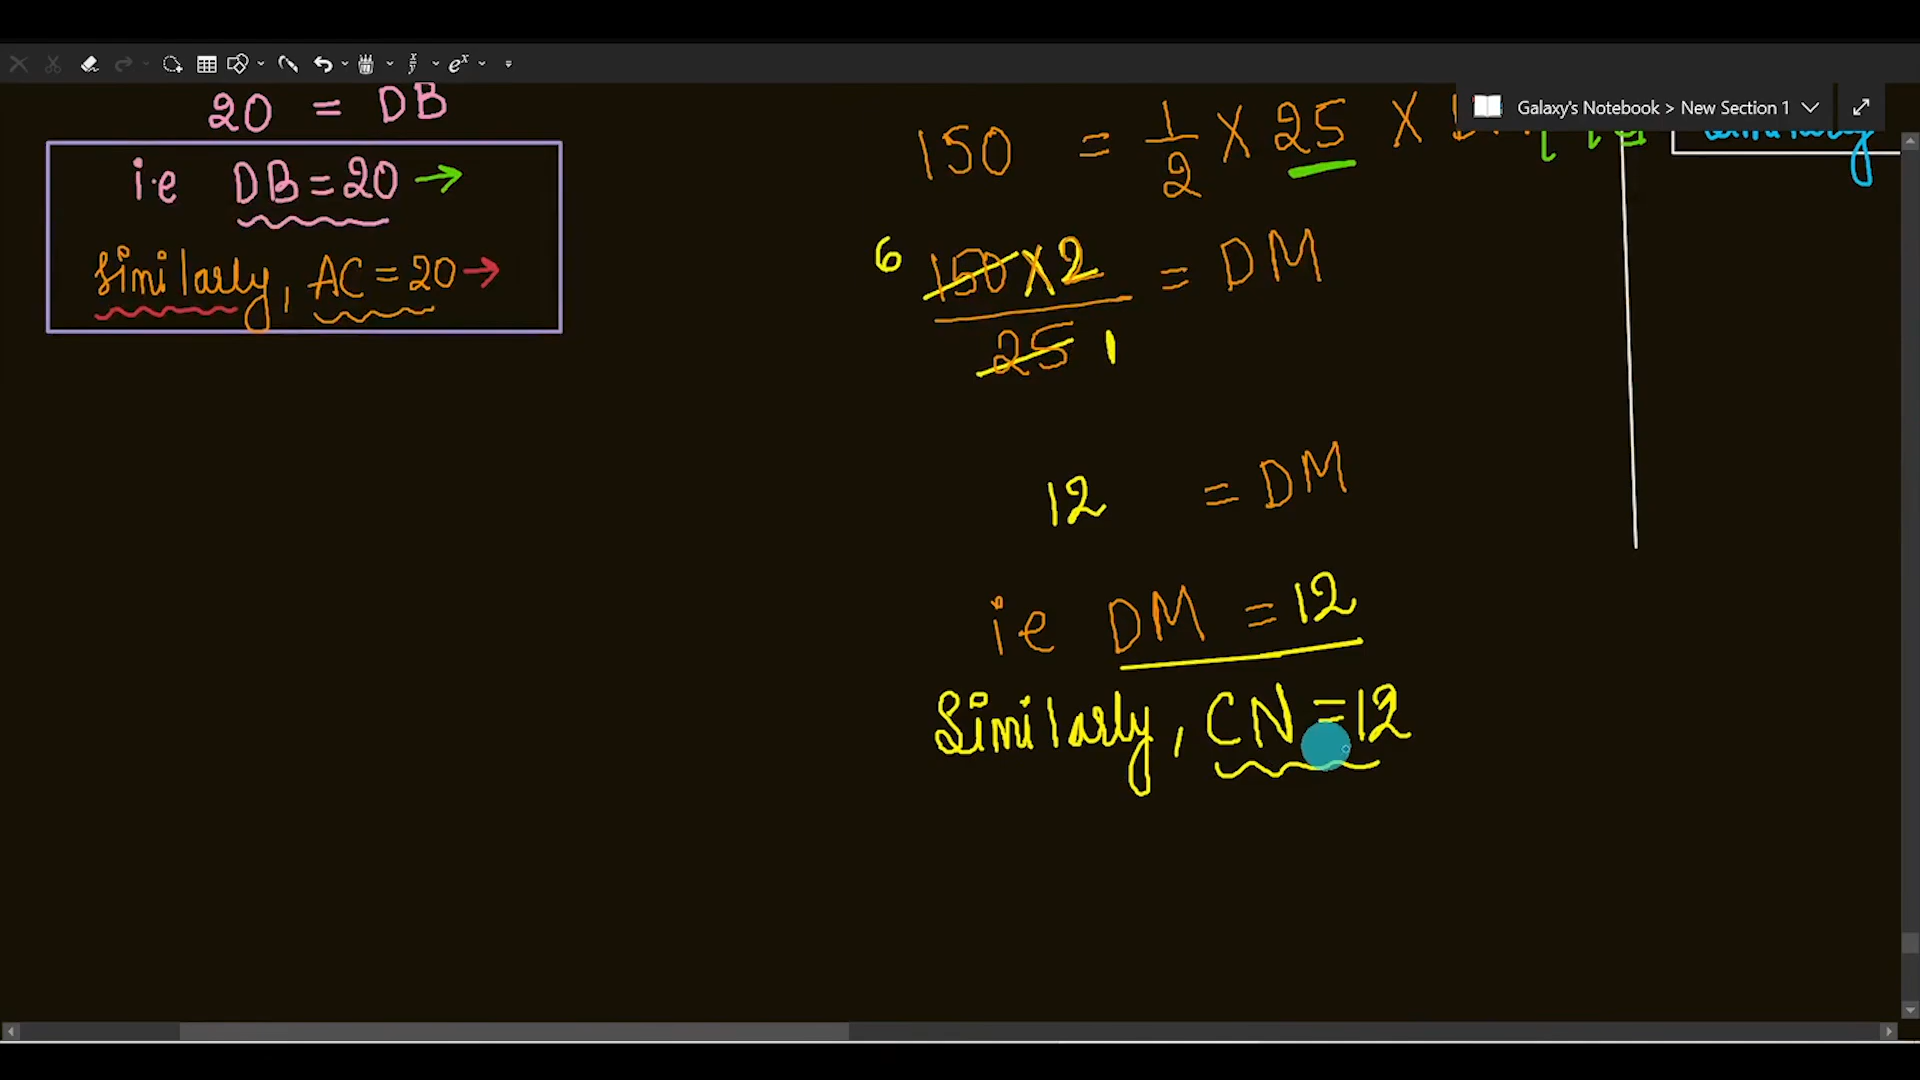 Galaxy's Notebook > New Section 1
20 = DB
i.e DB = 20 →
Similarly, AC = 20 →
150 = 1/2 X 25 X
6 150 X 2 / 25 1 = DM
12 = DM
ie DM = 12
Similarly, CN = 12